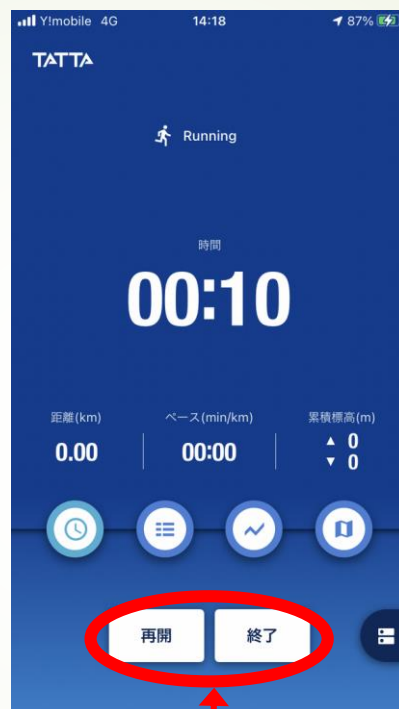 Y!mobile 4G 14:18 87%
TATTA
Running
時間
00:10
距離(km) ペース(min/km) 累積標高(m)
0.00 00:00 ▲ 0
▼ 0
再開 終了